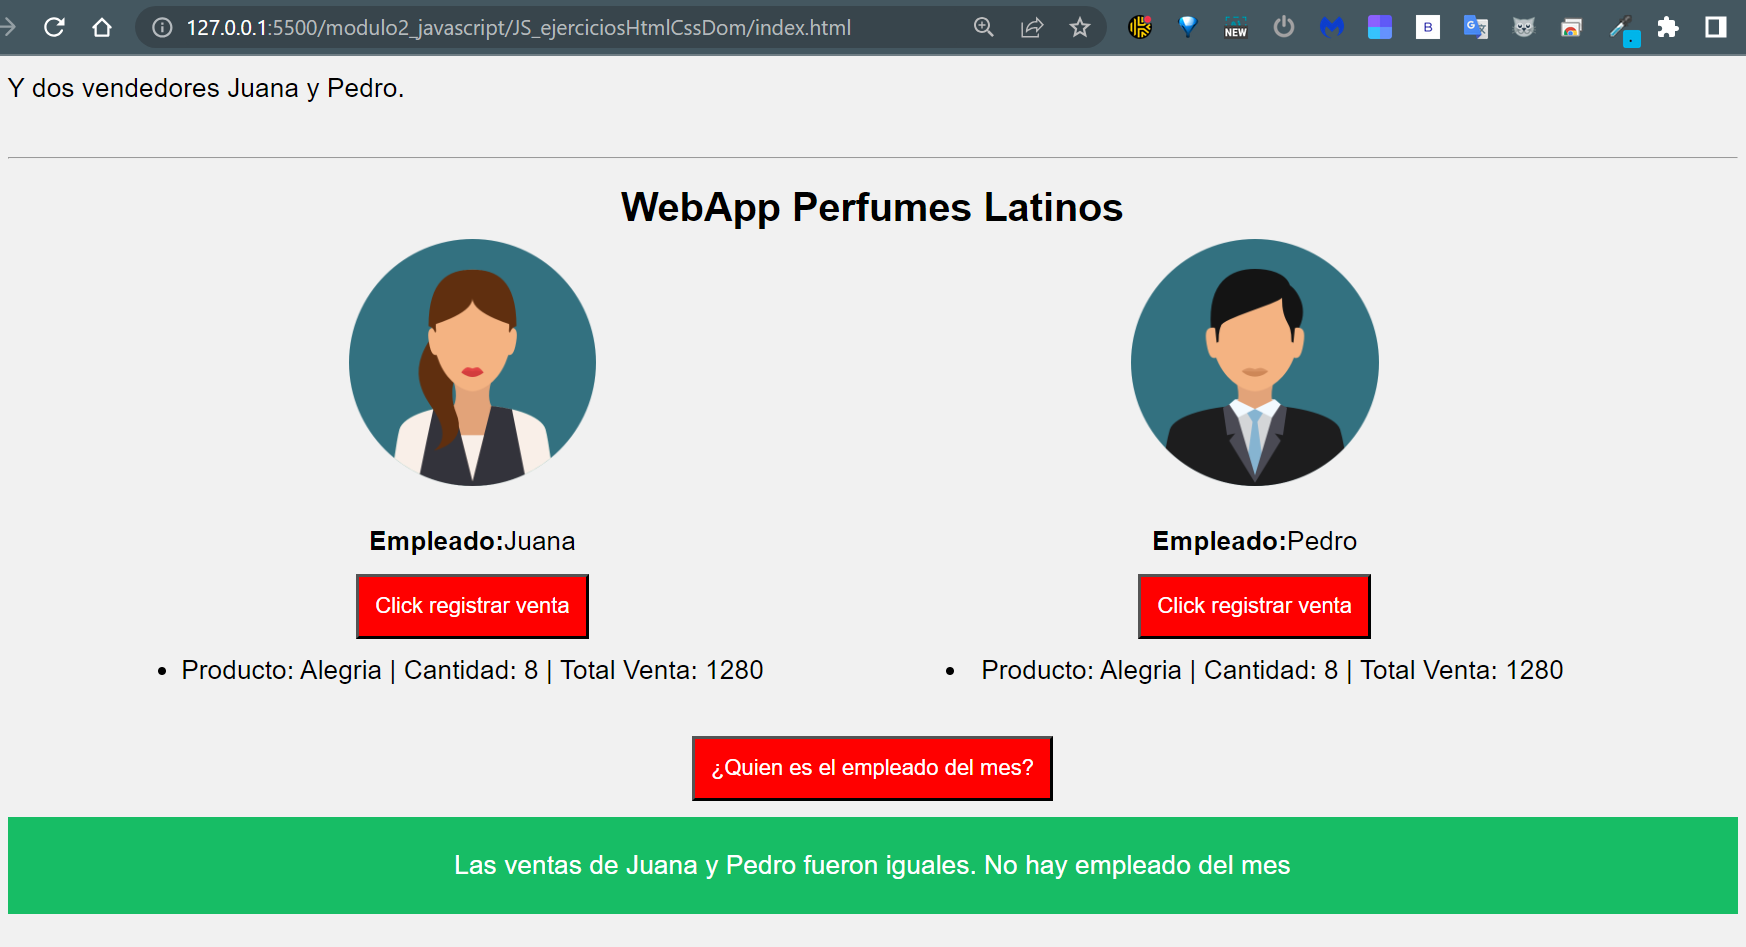 127.0.0.1:5500/modulo2_javascript/JS_ejerciciosHtmlCssDom/index.html
NEW
B
G
Y dos vendedores Juana y Pedro.
WebApp Perfumes Latinos
Empleado:Juana
Empleado:Pedro
Click registrar venta
Click registrar venta
• Producto: Alegria | Cantidad: 8 | Total Venta: 1280
• Producto: Alegria | Cantidad: 8 | Total Venta: 1280
¿Quien es el empleado del mes?
Las ventas de Juana y Pedro fueron iguales. No hay empleado del mes